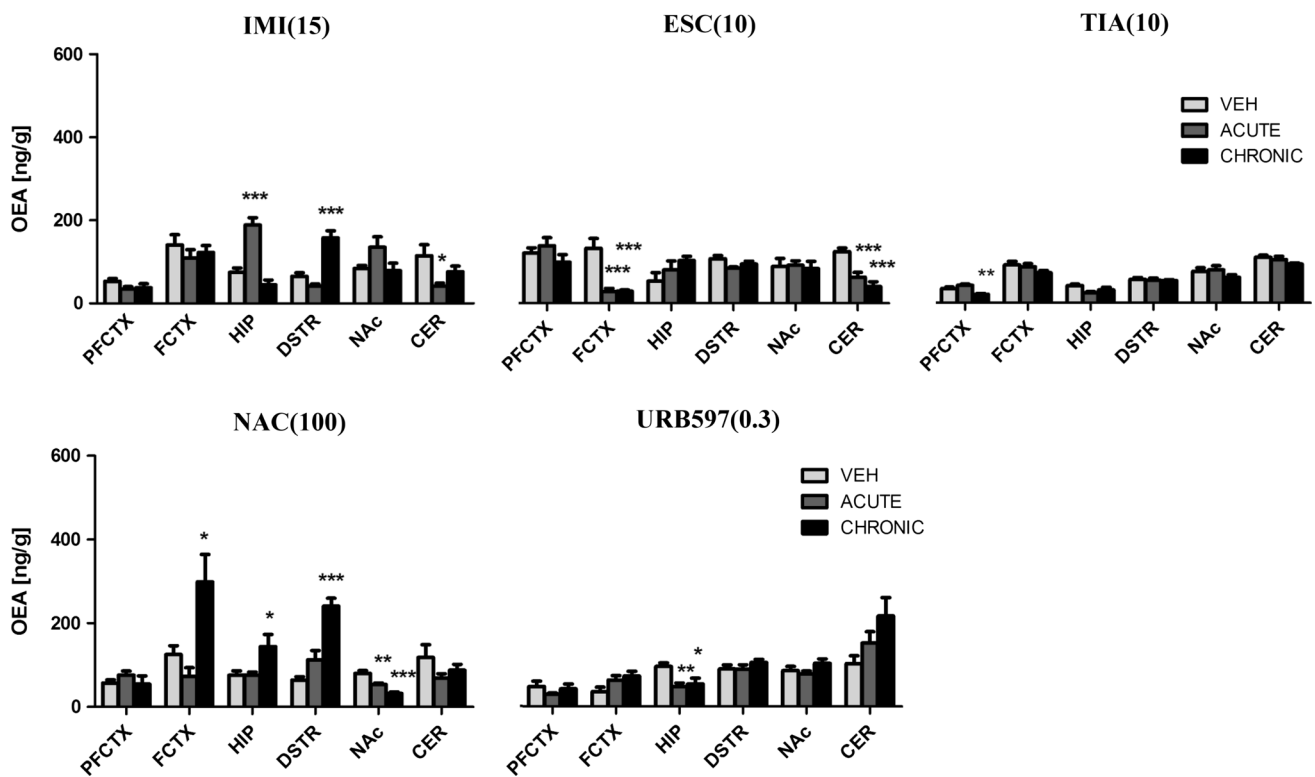 IMI(15)
ESC(10)
TIA(10)
OEA [ng/g]
600
400
200
0
***
***
*
PFCTX
FCTX
HIP
DSTR
NAc
CER
***
***
***
***
PFCTX
FCTX
HIP
DSTR
NAc
CER
VEH
ACUTE
CHRONIC
**
PFCTX
FCTX
HIP
DSTR
NAc
CER
NAC(100)
URB597(0.3)
OEA [ng/g]
600
400
200
0
*
*
***
**
***
PFCTX
FCTX
HIP
DSTR
NAc
CER
VEH
ACUTE
CHRONIC
*
**
PFCTX
FCTX
HIP
DSTR
NAc
CER